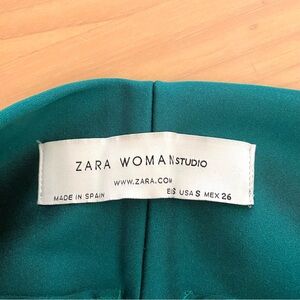 ZARA WOMAN STUDIO
WWW.ZARA.COM
MADE IN SPAIN EUR S USA S MEX 26